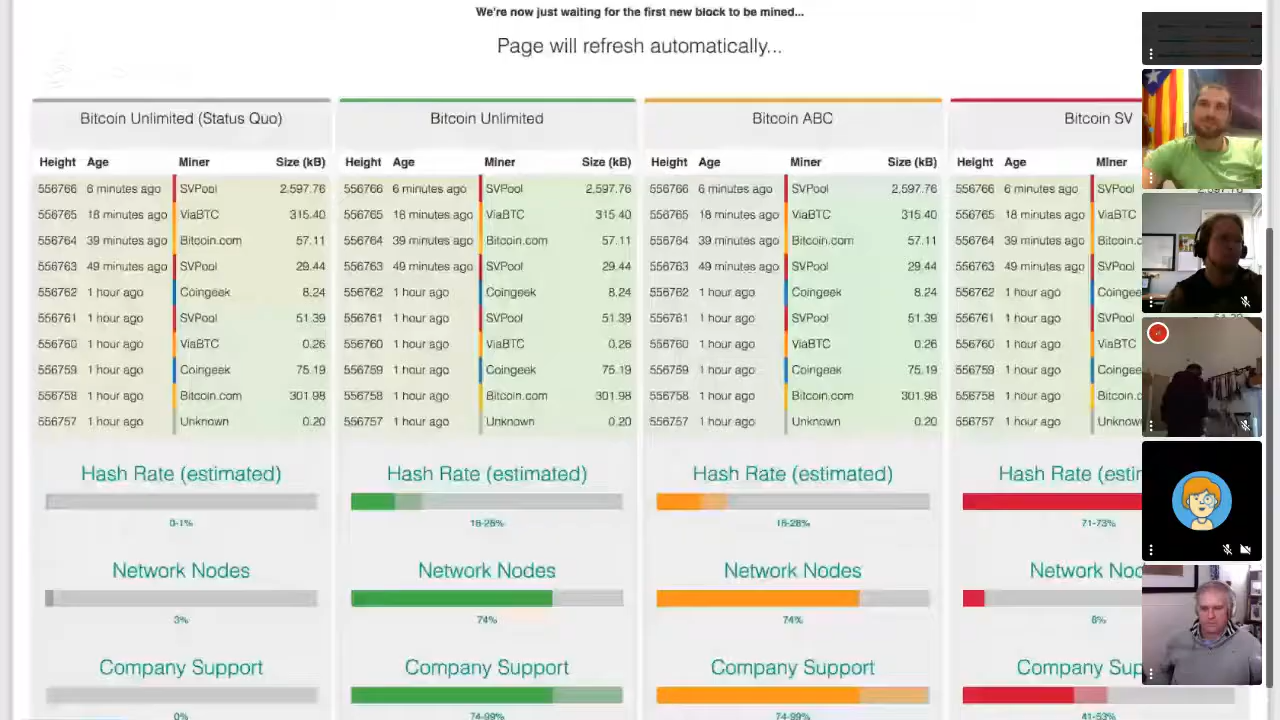 We're now just waiting for the first new block to be mined...
Page will refresh automatically...
Bitcoin Unlimited (Status Quo) Bitcoin Unlimited Bitcoin ABC Bitcoin SV
Height Age Miner Size (kB) Height Age Miner Size (kB) Height Age Miner Size (kB) Height Age Miner
556766 6 minutes ago SVPool 2,597.76 556766 6 minutes ago SVPool 2,597.76 556766 6 minutes ago SVPool 2,597.76 556766 6 minutes ago SVPool
556765 18 minutes ago ViaBTC 315.40 556765 18 minutes ago ViaBTC 315.40 556765 18 minutes ago ViaBTC 315.40 556765 18 minutes ago ViaBTC
556764 39 minutes ago Bitcoin.com 57.11 556764 39 minutes ago Bitcoin.com 57.11 556764 39 minutes ago Bitcoin.com 57.11 556764 39 minutes ago Bitcoin.c
556763 49 minutes ago SVPool 29.44 556763 49 minutes ago SVPool 29.44 556763 49 minutes ago SVPool 29.44 556763 49 minutes ago SVPool
556762 1 hour ago Coingeek 8.24 556762 1 hour ago Coingeek 8.24 556762 1 hour ago Coingeek 8.24 556762 1 hour ago Coingee
556761 1 hour ago SVPool 51.39 556761 1 hour ago SVPool 51.39 556761 1 hour ago SVPool 51.39 556761 1 hour ago SVPool
556760 1 hour ago ViaBTC 0.26 556760 1 hour ago ViaBTC 0.26 556760 1 hour ago ViaBTC 0.26 556760 1 hour ago ViaBTC
556759 1 hour ago Coingeek 75.19 556759 1 hour ago Coingeek 75.19 556759 1 hour ago Coingeek 75.19 556759 1 hour ago Coingee
556758 1 hour ago Bitcoin.com 301.98 556758 1 hour ago Bitcoin.com 301.98 556758 1 hour ago Bitcoin.com 301.98 556758 1 hour ago Bitcoin.c
556757 1 hour ago Unknown 0.20 556757 1 hour ago Unknown 0.20 556757 1 hour ago Unknown 0.20 556757 1 hour ago Unknow
Hash Rate (estimated) Hash Rate (estimated) Hash Rate (estimated) Hash Rate (estir
0-1% 71-73%
Network Nodes Network Nodes Network Nodes Network Noc
3% 74% 74%
Company Support Company Support Company Support Company Sup
0% 74-99% 74-99% 41-53%